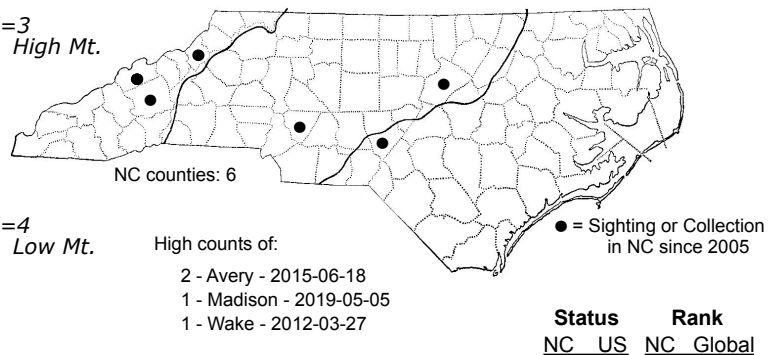 =3
High Mt.
NC counties: 6
=4
Low Mt.
High counts of:
2 - Avery - 2015-06-18
1 - Madison - 2019-05-05
1 - Wake - 2012-03-27
● = Sighting or Collection
in NC since 2005
Status Rank
NC US NC Global